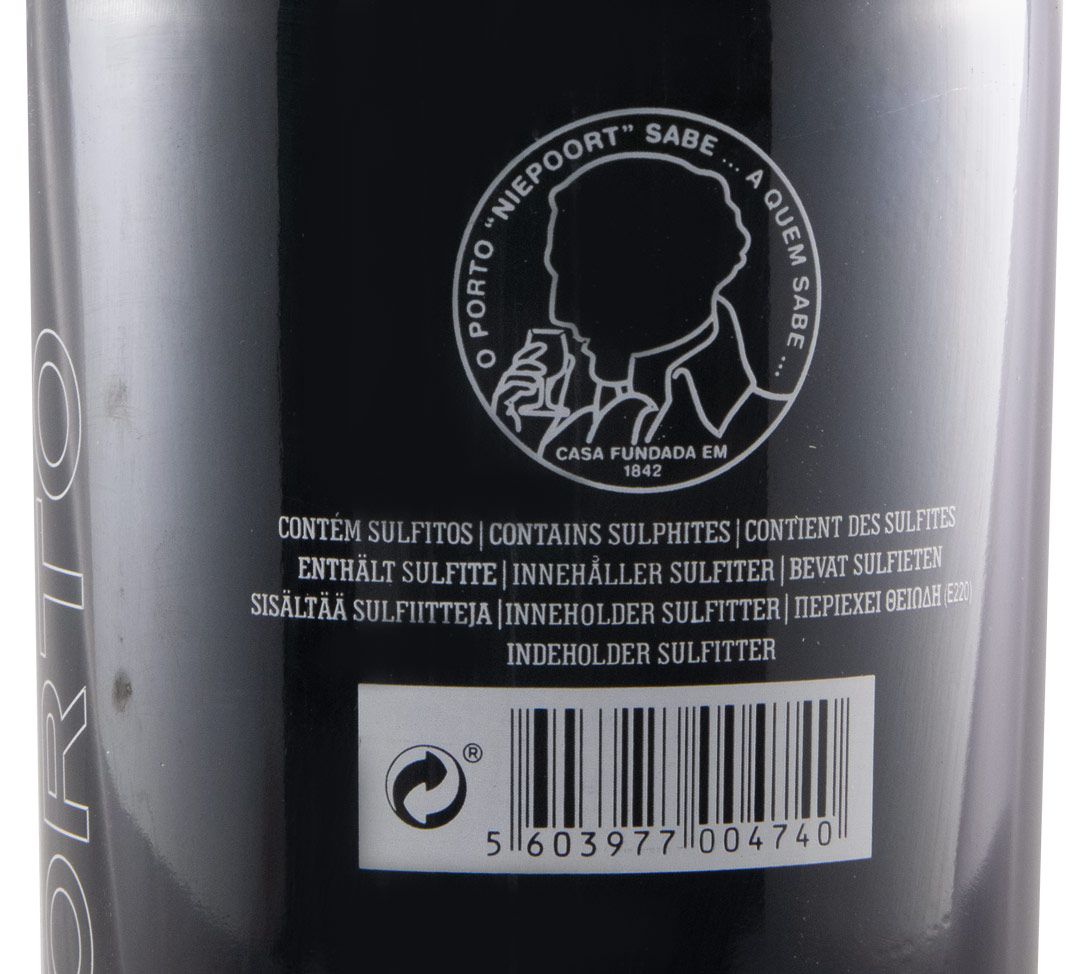 O PORTO "NIEPOORT" SABE ... A QUEM SABE ...
CASA FUNDADA EM
1842
CONTÉM SULFITOS | CONTAINS SULPHITES | CONTIENT DES SULFITES
ENTHÄLT SULFITE | INNEHÅLLER SULFITER | BEVAT SULFIETEN
SISÄLTÄÄ SULFIITTEJA | INNEHOLDER SULFITTER | ΠΕΡΙΕΧΕΙ ΘΕΙΩΔΗ (E220)
INDEHOLDER SULFITTER
®
5 603977 004740
ORTO